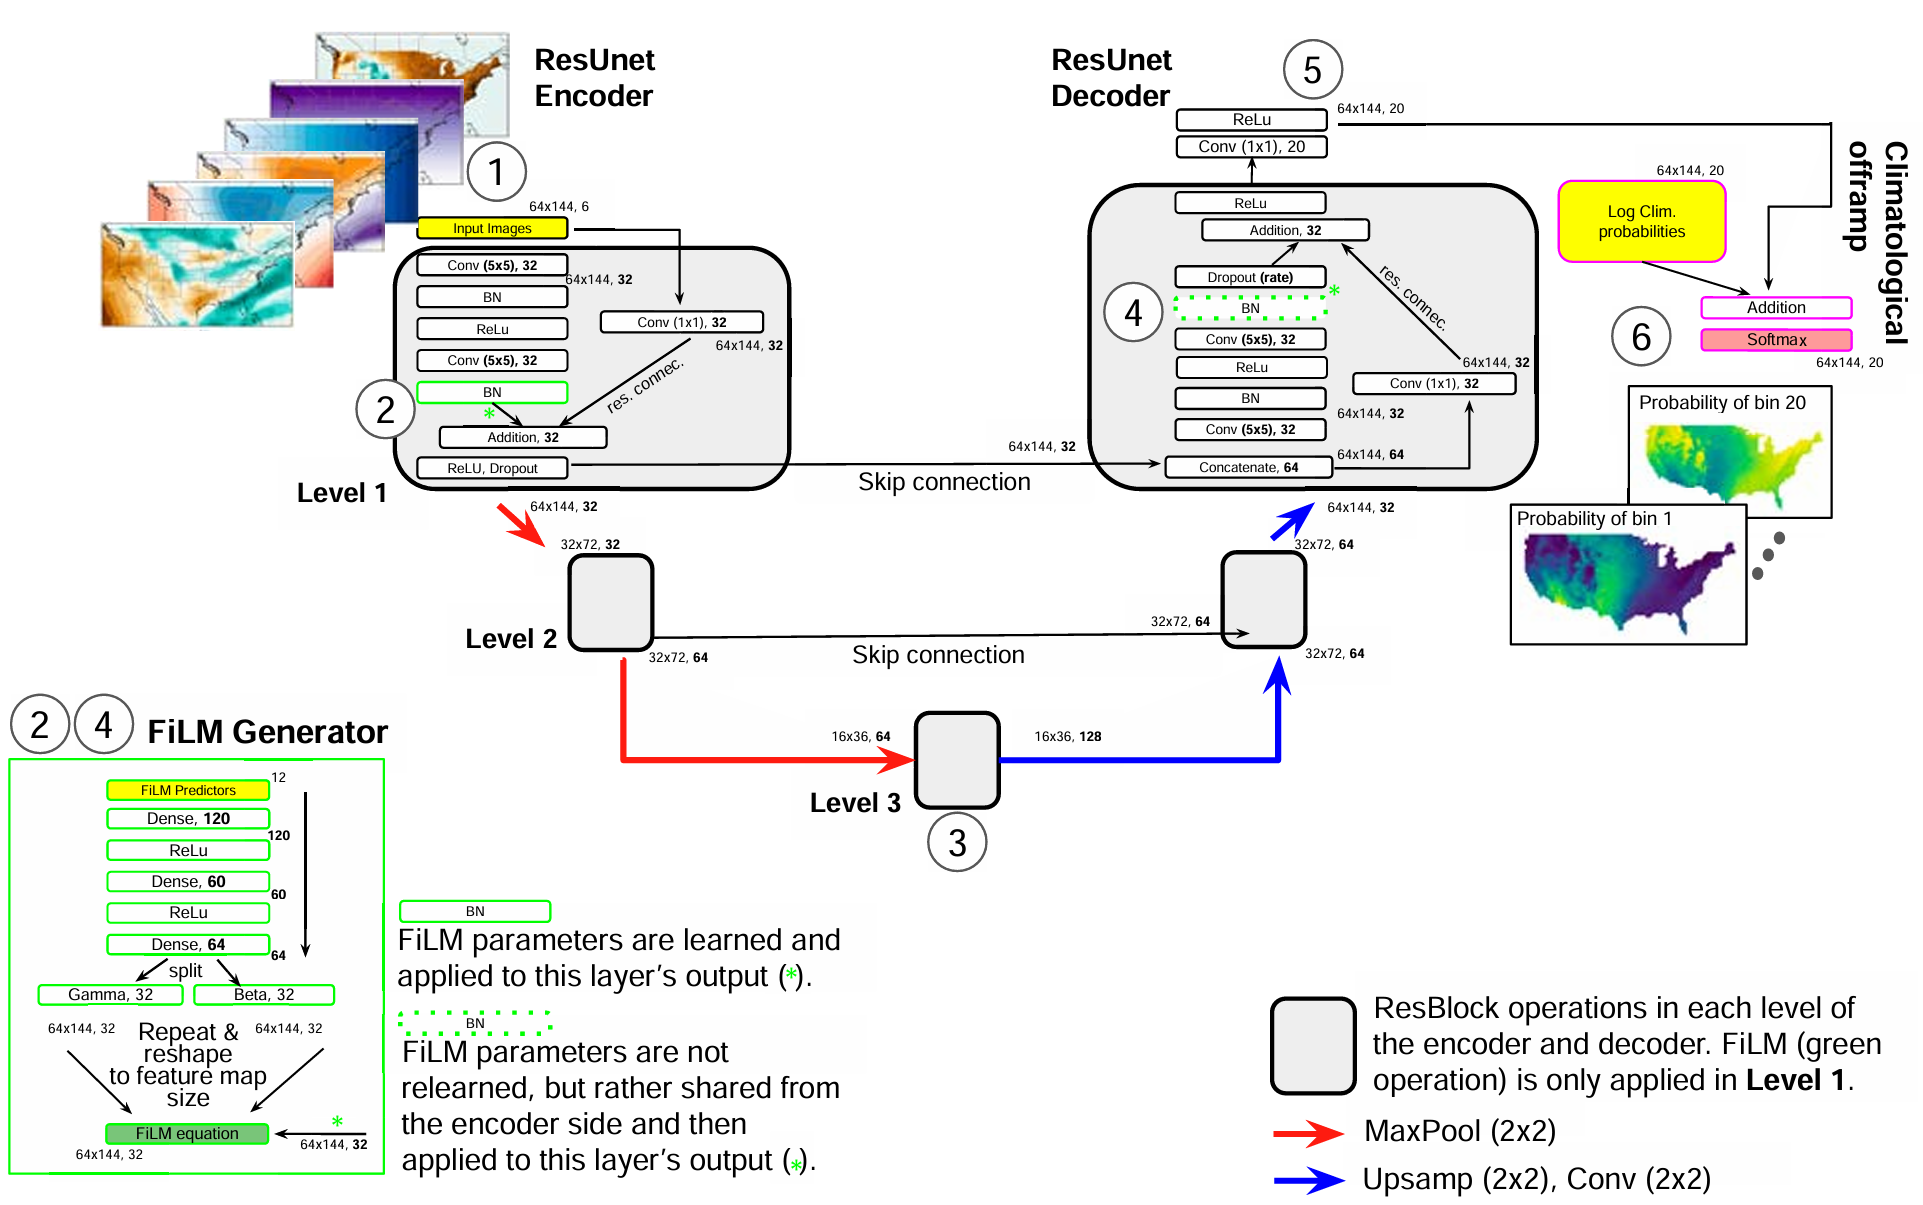 ResUnet
Encoder
1
64x144, 6
Input Images
Conv (5x5), 32
64x144, 32
BN
ReLu
Conv (1x1), 32
64x144, 32
Conv (5x5), 32
res. connec.
2
BN
*
Addition, 32
ReLU, Dropout
Level 1
64x144, 32
Skip connection
64x144, 32
ResUnet
Decoder
5
ReLu
64x144, 20
Conv (1x1), 20
ReLu
Addition, 32
Dropout (rate)
*
res. connec.
4
BN
Conv (5x5), 32
ReLu
64x144, 32
Conv (1x1), 32
BN
64x144, 32
Conv (5x5), 32
64x144, 64
Concatenate, 64
64x144, 32
Climatological
offramp
64x144, 20
Log Clim.
probabilities
Addition
6
Softmax
64x144, 20
Probability of bin 20
Probability of bin 1
32x72, 32
32x72, 64
Level 2
32x72, 64
Skip connection
32x72, 64
32x72, 64
16x36, 64
16x36, 128
Level 3
3
2
4
FiLM Generator
12
FiLM Predictors
Dense, 120
120
ReLu
Dense, 60
60
ReLu
Dense, 64
64
split
Gamma, 32
Beta, 32
64x144, 32
64x144, 32
Repeat &
reshape
to feature map
size
*
FiLM equation
64x144, 32
64x144, 32
BN
FiLM parameters are learned and
applied to this layer's output (*).
BN
FiLM parameters are not
relearned, but rather shared from
the encoder side and then
applied to this layer's output (*).
ResBlock operations in each level of
the encoder and decoder. FiLM (green
operation) is only applied in Level 1.
MaxPool (2x2)
Upsamp (2x2), Conv (2x2)